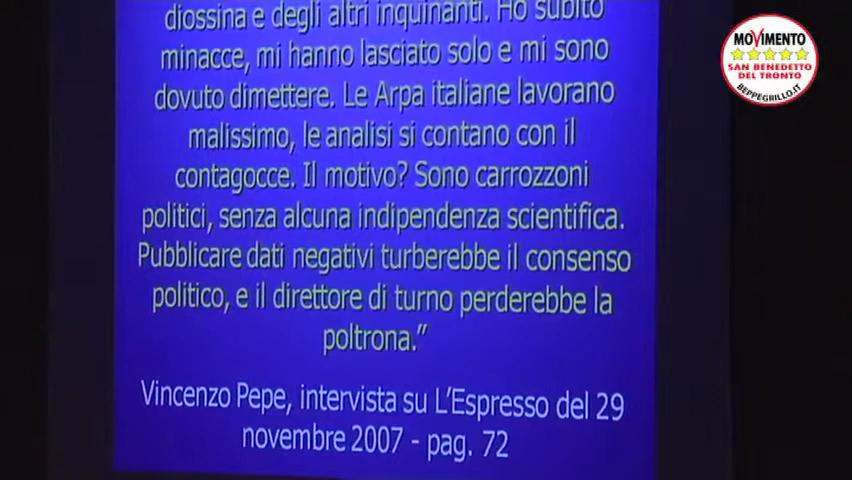 diossina e degli altri inquinanti. Ho subito
minacce, mi hanno lasciato solo e mi sono
dovuto dimettere. Le Arpa italiane lavorano
malissimo, le analisi si contano con il
contagocce. Il motivo? Sono carrozzoni
politici, senza alcuna indipendenza scientifica.
Pubblicare dati negativi turberebbe il consenso
politico, e il direttore di turno perderebbe la
poltrona.”
Vincenzo Pepe, intervista su L’Espresso del 29
novembre 2007 - pag. 72
MOVIMENTO
SAN BENEDETTO
DEL TRONTO
BEPPEGRILLO.IT